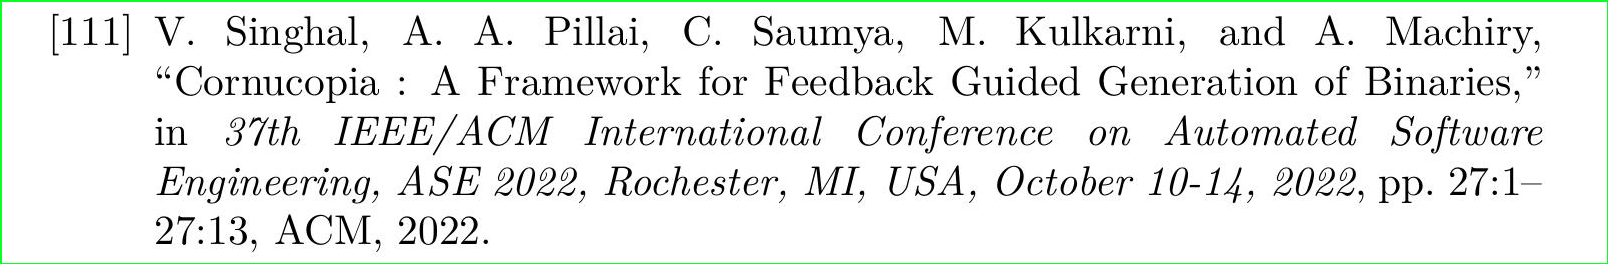 [111] V. Singhal, A. A. Pillai, C. Saumya, M. Kulkarni, and A. Machiry,
“Cornucopia : A Framework for Feedback Guided Generation of Binaries,”
in 37th IEEE/ACM International Conference on Automated Software
Engineering, ASE 2022, Rochester, MI, USA, October 10-14, 2022, pp. 27:1–
27:13, ACM, 2022.